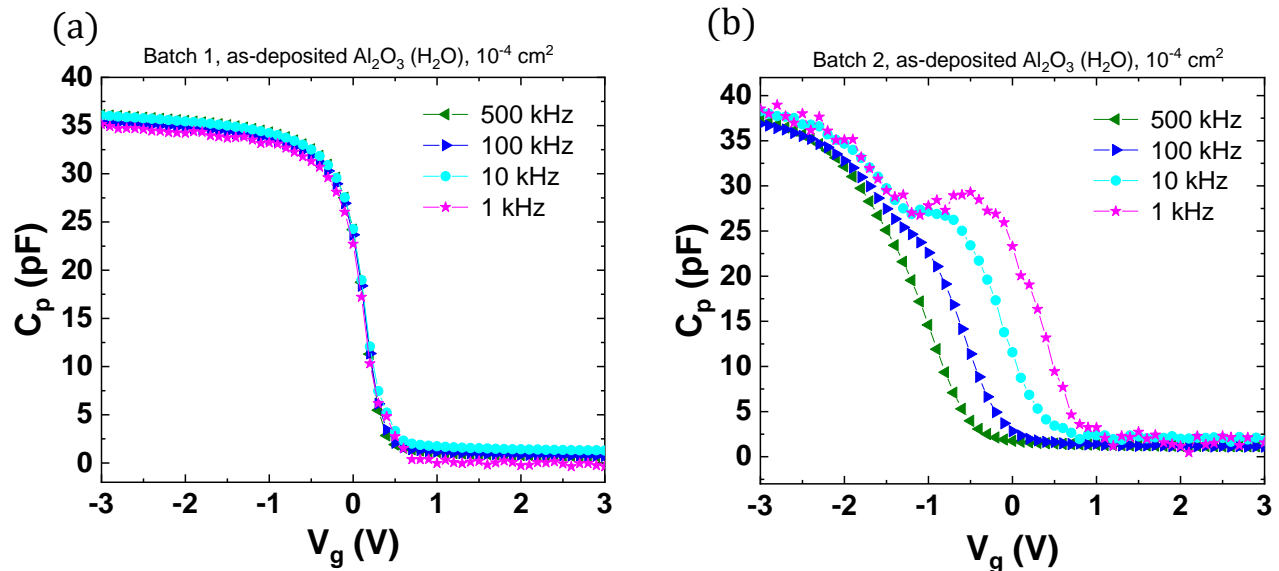 (a)
Batch 1, as-deposited Al₂O₃ (H₂O), 10⁻⁴ cm²
40
35
30
25
20
15
10
5
0
Cₚ (pF)
500 kHz
100 kHz
10 kHz
1 kHz
-3 -2 -1 0 1 2 3
V_g (V)
(b)
Batch 2, as-deposited Al₂O₃ (H₂O), 10⁻⁴ cm²
40
35
30
25
20
15
10
5
0
Cₚ (pF)
500 kHz
100 kHz
10 kHz
1 kHz
-3 -2 -1 0 1 2 3
V_g (V)